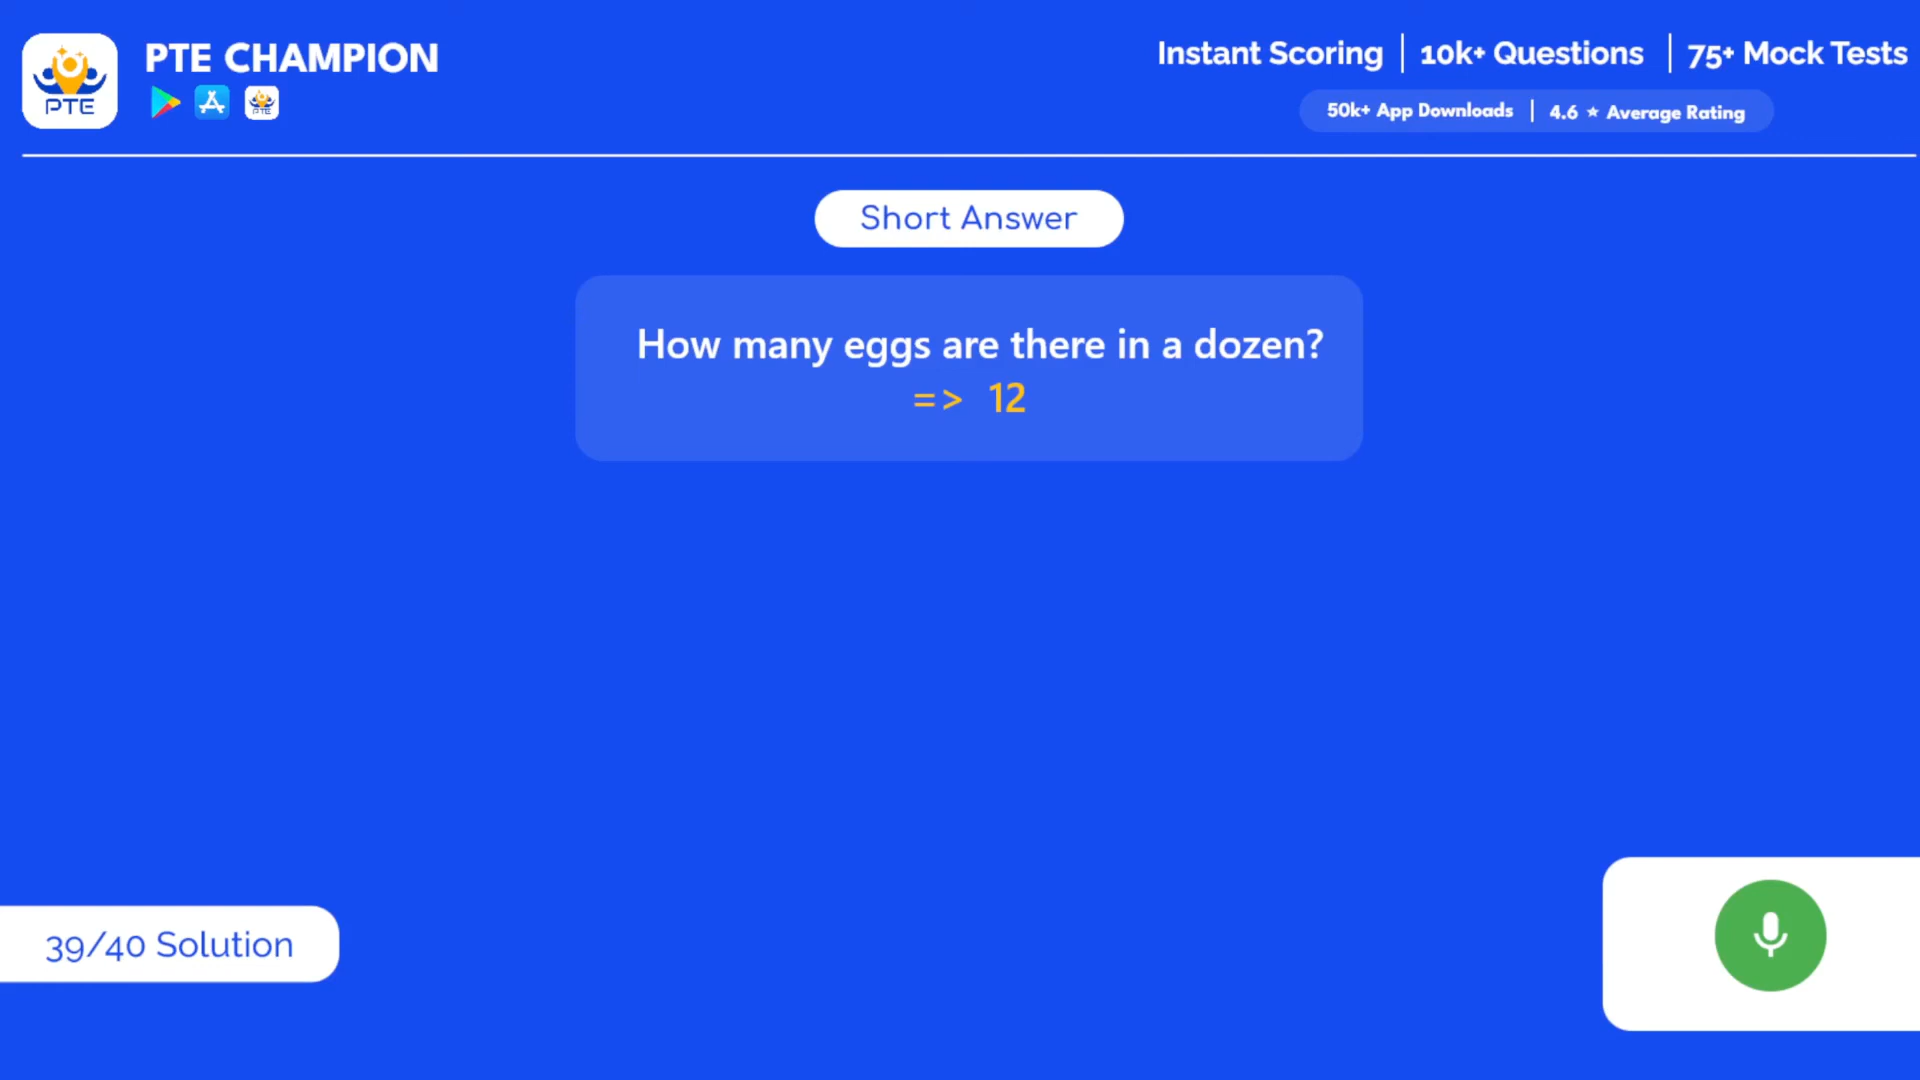 PTE CHAMPION
PTE
PTE
Instant Scoring | 10k+ Questions | 75+ Mock Tests
50k+ App Downloads | 4.6 ★ Average Rating
Short Answer
How many eggs are there in a dozen?
=> 12
39/40 Solution